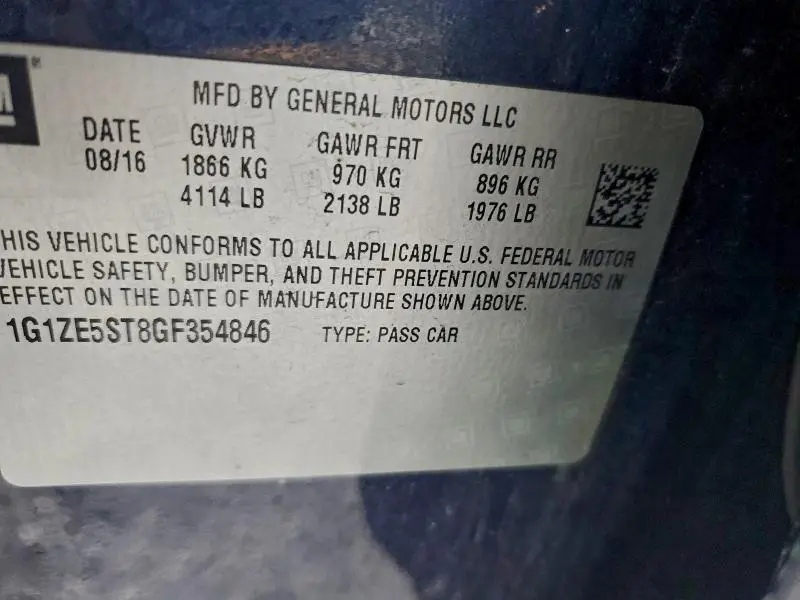 MFD BY GENERAL MOTORS LLC
DATE GVWR GAWR FRT GAWR RR
08/16 1866 KG 970 KG 896 KG
4114 LB 2138 LB 1976 LB
HIS VEHICLE CONFORMS TO ALL APPLICABLE U.S. FEDERAL MOTOR
VEHICLE SAFETY, BUMPER, AND THEFT PREVENTION STANDARDS IN
EFFECT ON THE DATE OF MANUFACTURE SHOWN ABOVE.
1G1ZE5ST8GF354846 TYPE: PASS CAR